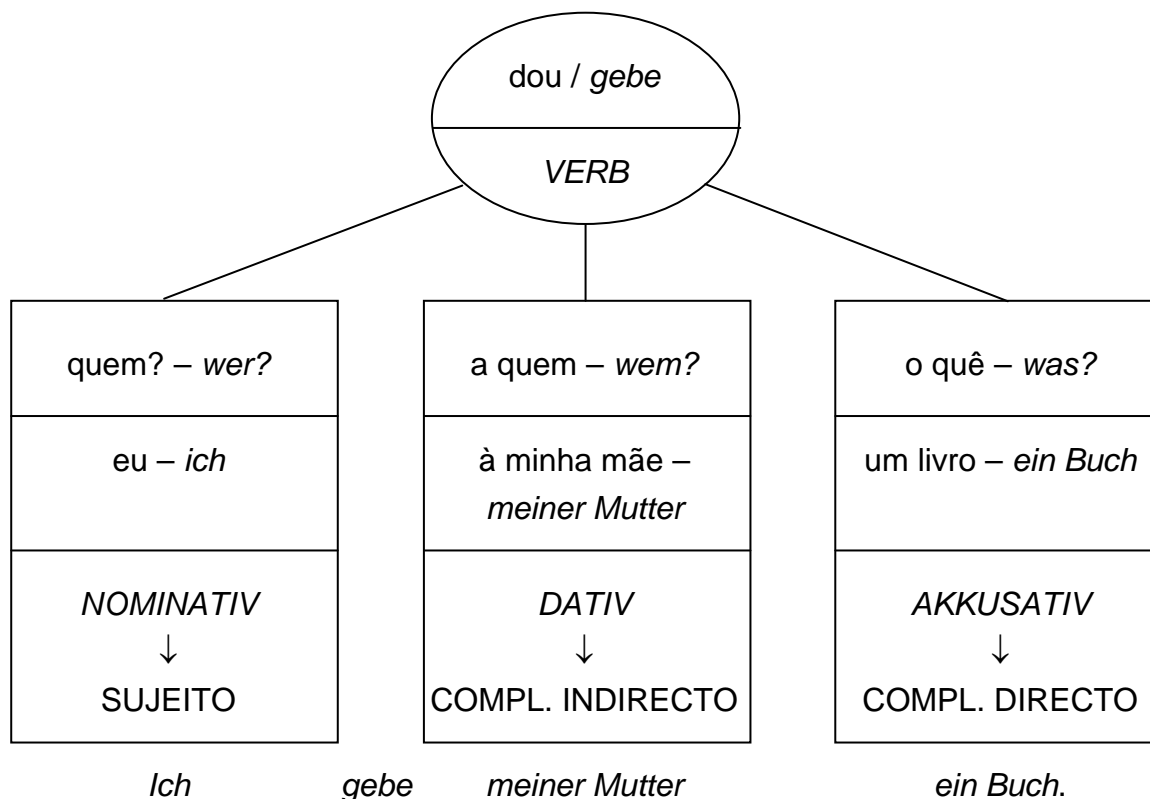 dou / gebe
VERB
quem? – wer?
eu – ich
NOMINATIV
↓
SUJEITO
a quem – wem?
à minha mãe –
meiner Mutter
DATIV
↓
COMPL. INDIRECTO
o quê – was?
um livro – ein Buch
AKKUSATIV
↓
COMPL. DIRECTO
Ich gebe meiner Mutter ein Buch.